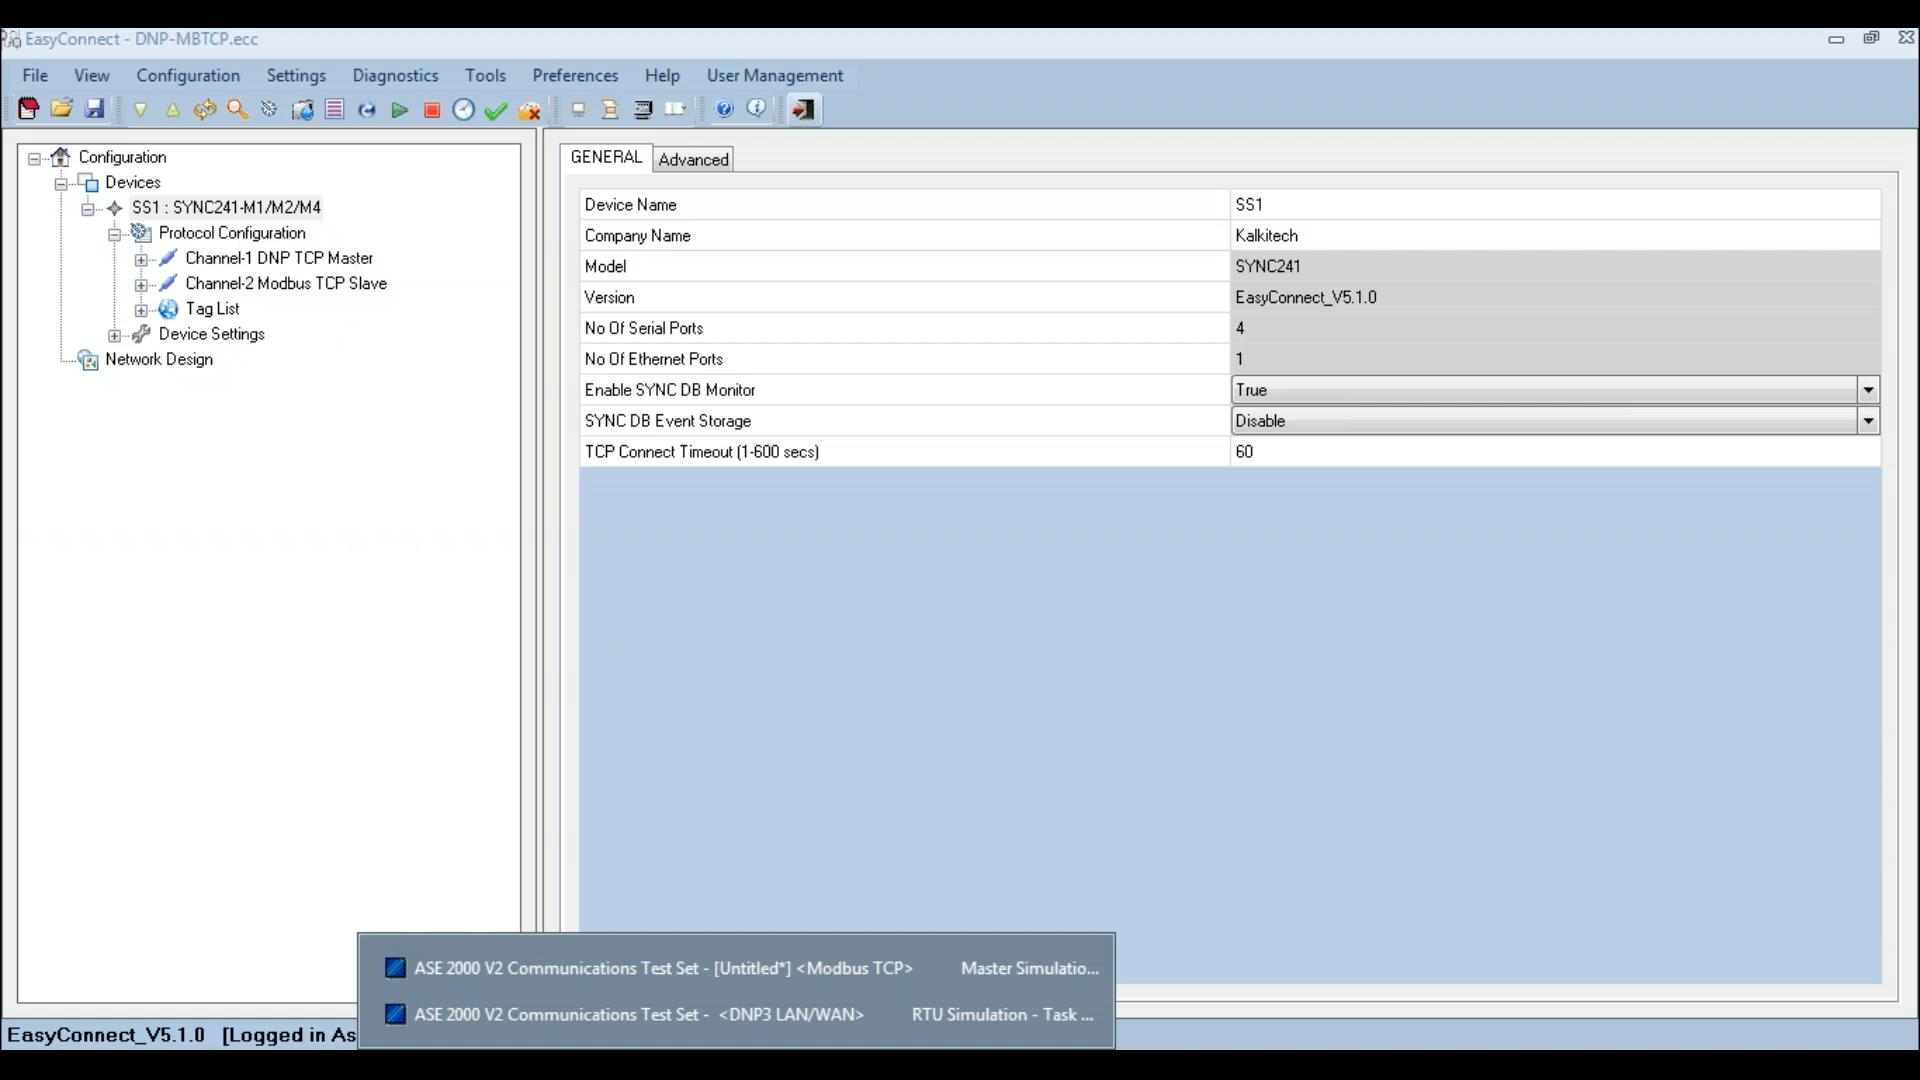 EasyConnect - DNP-MBTCP.ecc
File View Configuration Settings Diagnostics Tools Preferences Help User Management
Configuration
Devices
SS1 : SYNC241-M1/M2/M4
Protocol Configuration
Channel-1 DNP TCP Master
Channel-2 Modbus TCP Slave
Tag List
Device Settings
Network Design
GENERAL Advanced
Device Name SS1
Company Name Kalkitech
Model SYNC241
Version EasyConnect_V5.1.0
No Of Serial Ports 4
No Of Ethernet Ports 1
Enable SYNC DB Monitor True
SYNC DB Event Storage Disable
TCP Connect Timeout (1-600 secs) 60
ASE 2000 V2 Communications Test Set - [Untitled*] <Modbus TCP> Master Simulatio...
ASE 2000 V2 Communications Test Set - <DNP3 LAN/WAN> RTU Simulation - Task ...
EasyConnect_V5.1.0 [Logged in As